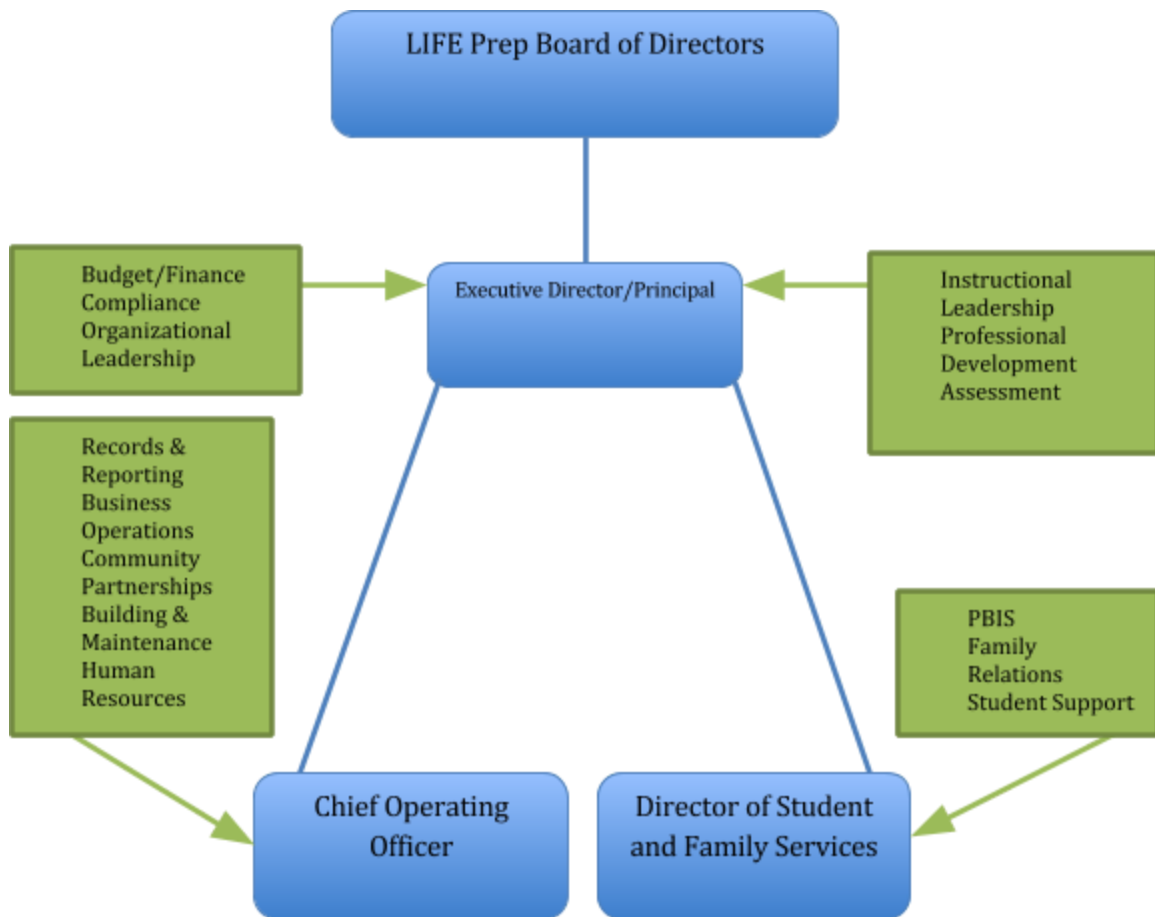 LIFE Prep Board of Directors
Budget/Finance
Compliance
Organizational
Leadership
Executive Director/Principal
Instructional
Leadership
Professional
Development
Assessment
Records &
Reporting
Business
Operations
Community
Partnerships
Building &
Maintenance
Human
Resources
PBIS
Family
Relations
Student Support
Chief Operating
Officer
Director of Student
and Family Services